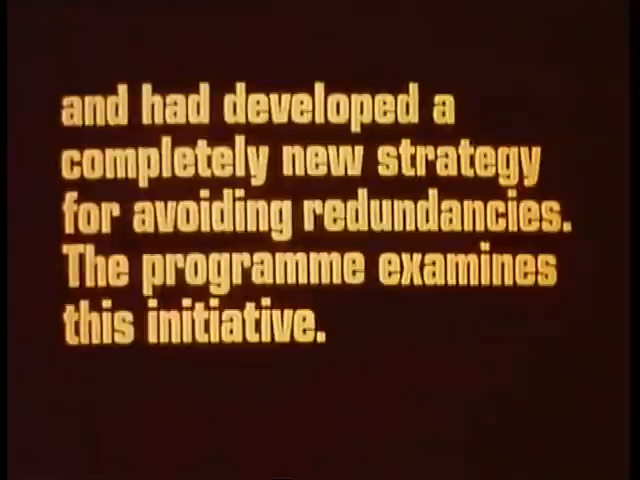 and had developed a
completely new strategy
for avoiding redundancies.
The programme examines
this initiative.